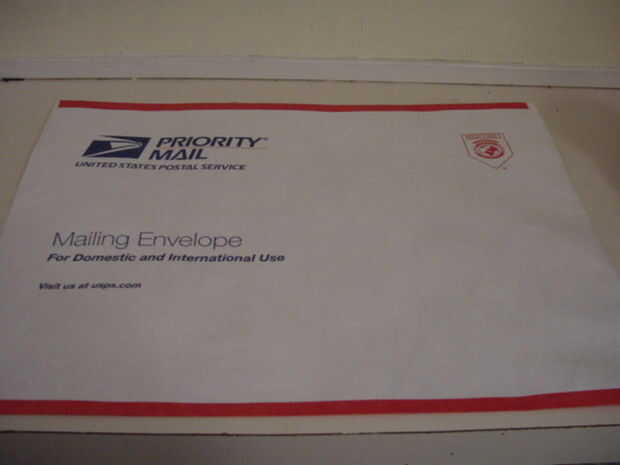 PRIORITY
MAIL
UNITED STATES POSTAL SERVICE
Mailing Envelope
For Domestic and International Use
Visit us at usps.com